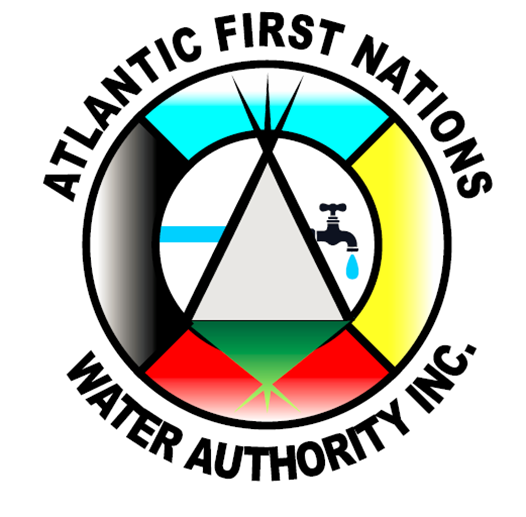 ATLANTIC FIRST NATIONS
WATER AUTHORITY INC.